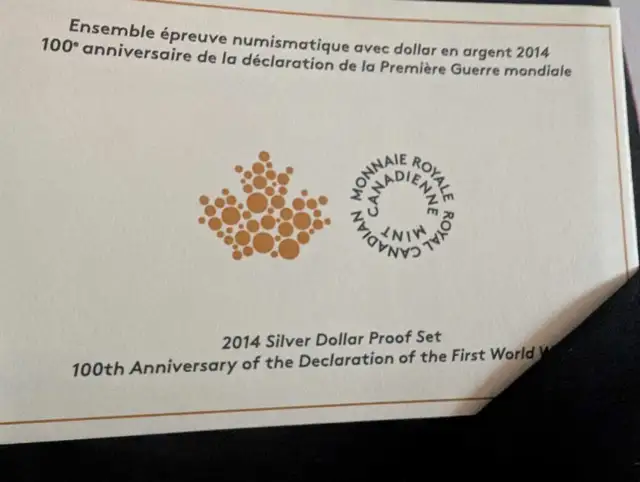 Ensemble épreuve numismatique avec dollar en argent 2014
100e anniversaire de la déclaration de la Première Guerre mondiale
MONNAIE ROYALE CANADIENNE
ROYAL CANADIAN MINT
2014 Silver Dollar Proof Set
100th Anniversary of the Declaration of the First World